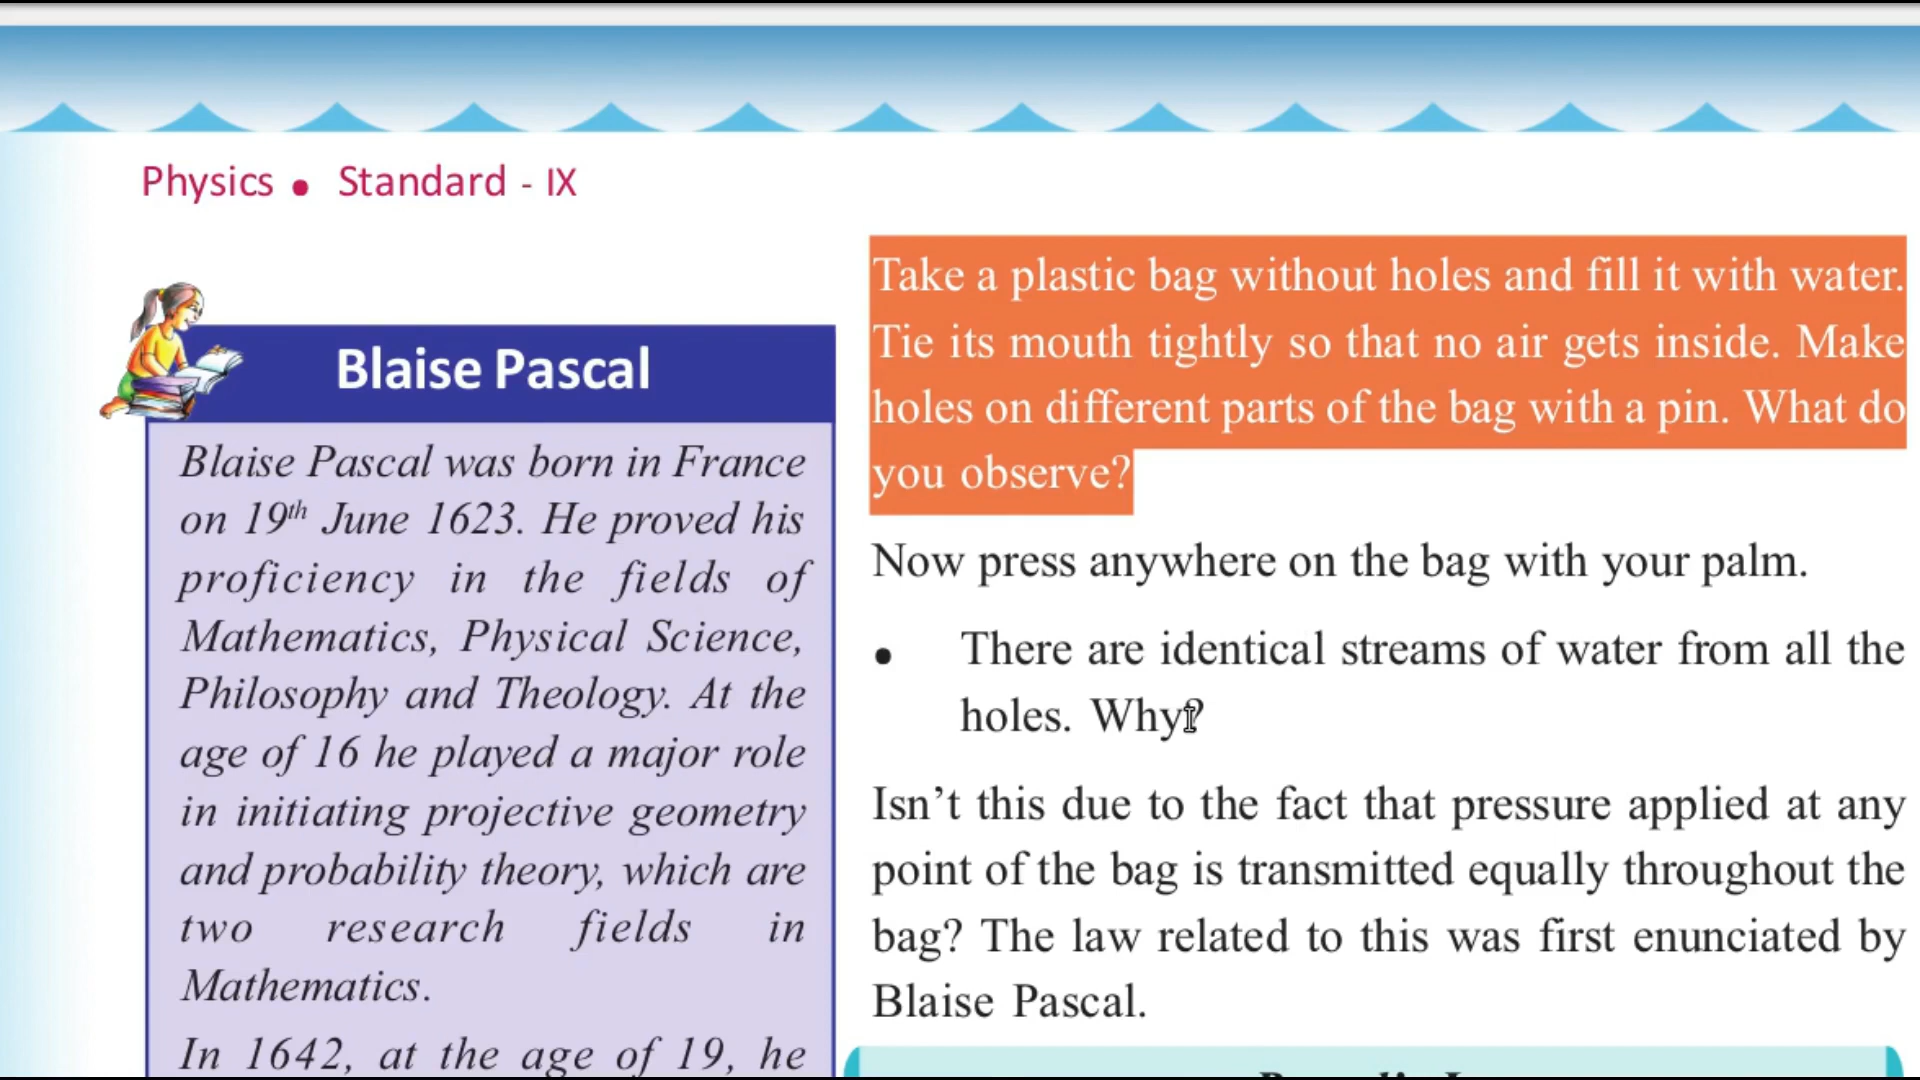 Physics • Standard - IX
Blaise Pascal
Blaise Pascal was born in France
on 19th June 1623. He proved his
proficiency in the fields of
Mathematics, Physical Science,
Philosophy and Theology. At the
age of 16 he played a major role
in initiating projective geometry
and probability theory, which are
two research fields in
Mathematics.
In 1642, at the age of 19, he
Take a plastic bag without holes and fill it with water.
Tie its mouth tightly so that no air gets inside. Make
holes on different parts of the bag with a pin. What do
you observe?
Now press anywhere on the bag with your palm.
• There are identical streams of water from all the
holes. Why?
Isn't this due to the fact that pressure applied at any
point of the bag is transmitted equally throughout the
bag? The law related to this was first enunciated by
Blaise Pascal.